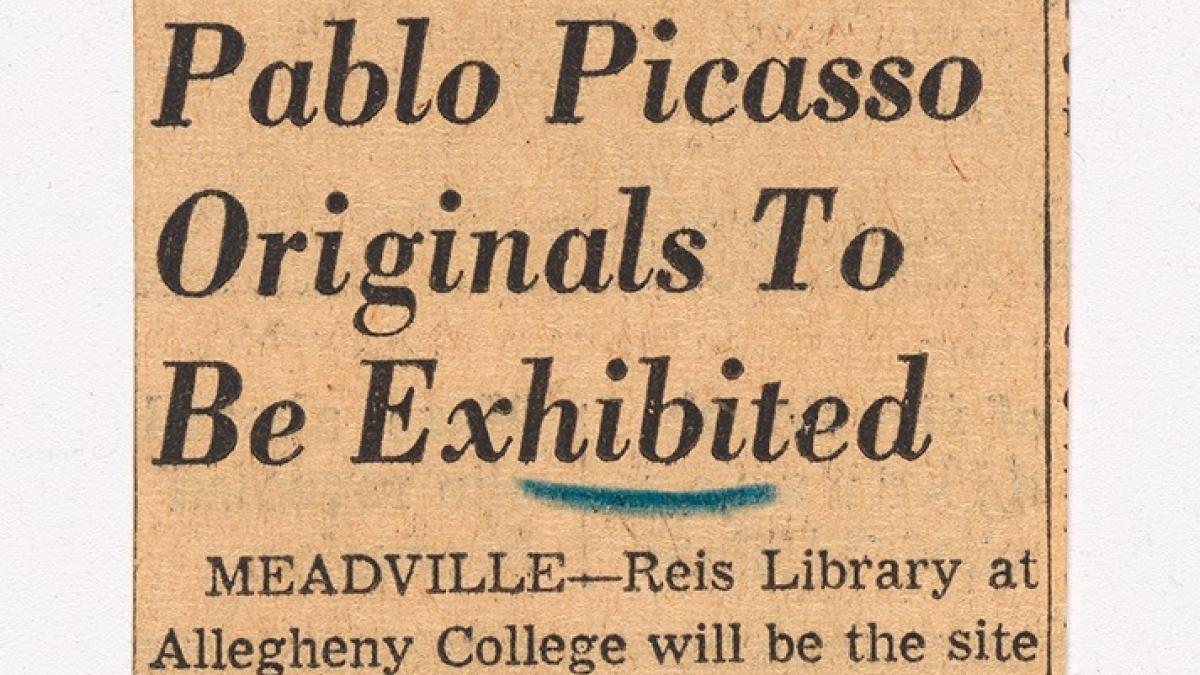 Pablo Picasso
Originals To
Be Exhibited
MEADVILLE—Reis Library at
Allegheny College will be the site